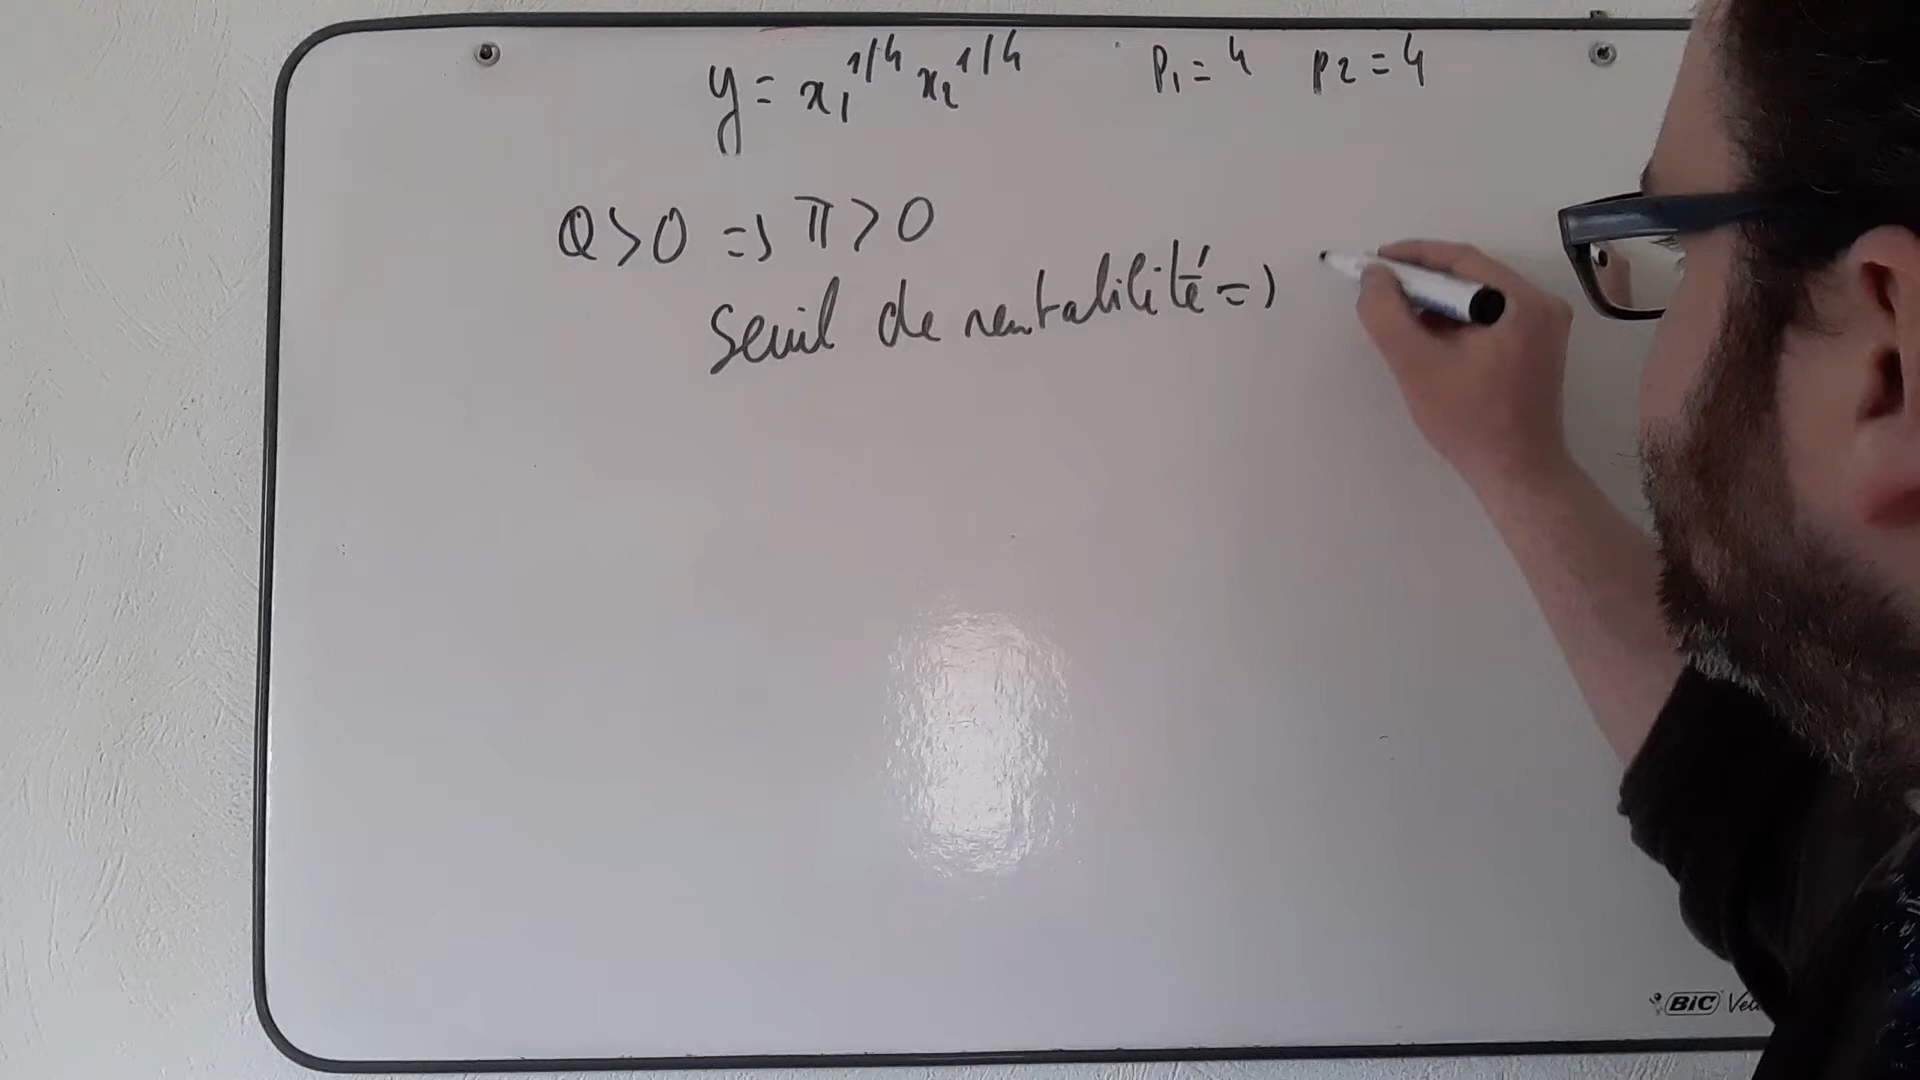 y = x₁^1/4 x₂^1/4 P₁ = 4 P2 = 4
Q > 0 => π > 0
Seuil de rentabilité =>
BIC